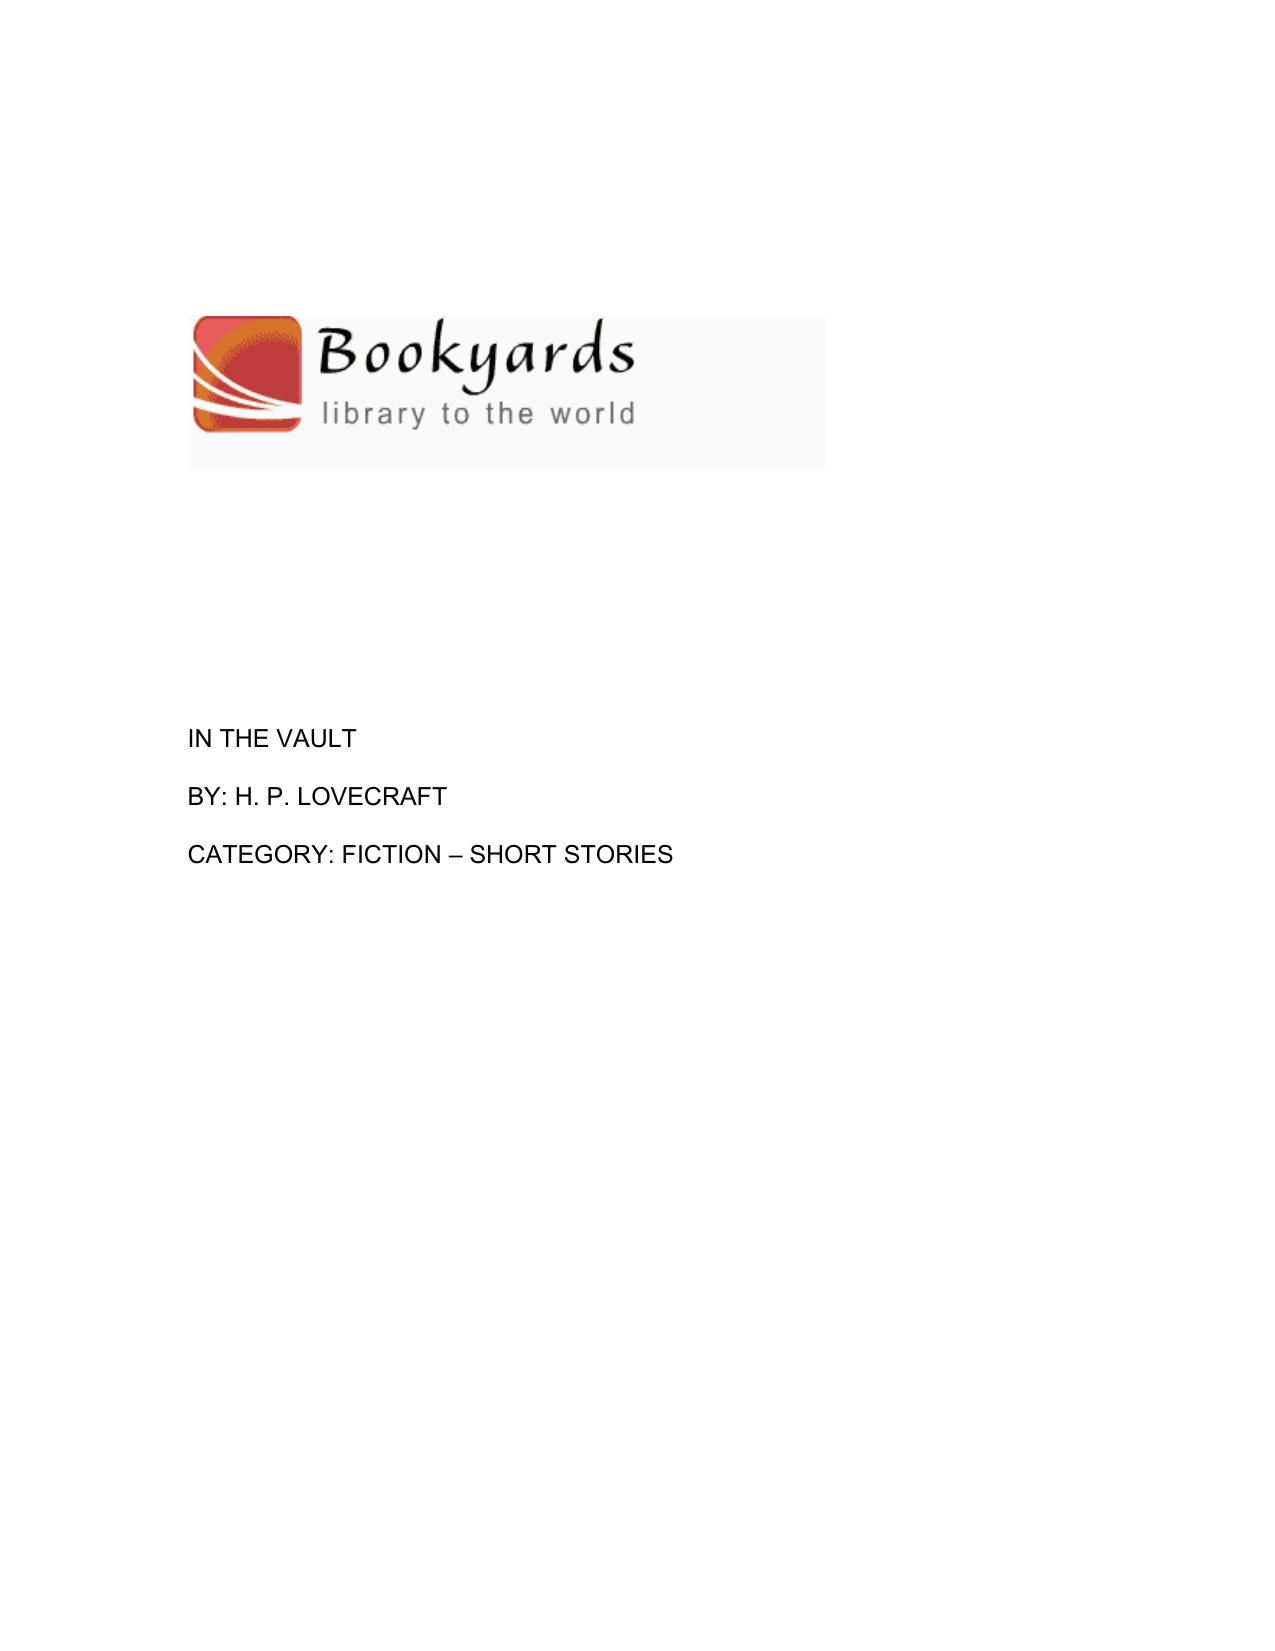 Bookyards
library to the world
IN THE VAULT
BY: H. P. LOVECRAFT
CATEGORY: FICTION – SHORT STORIES